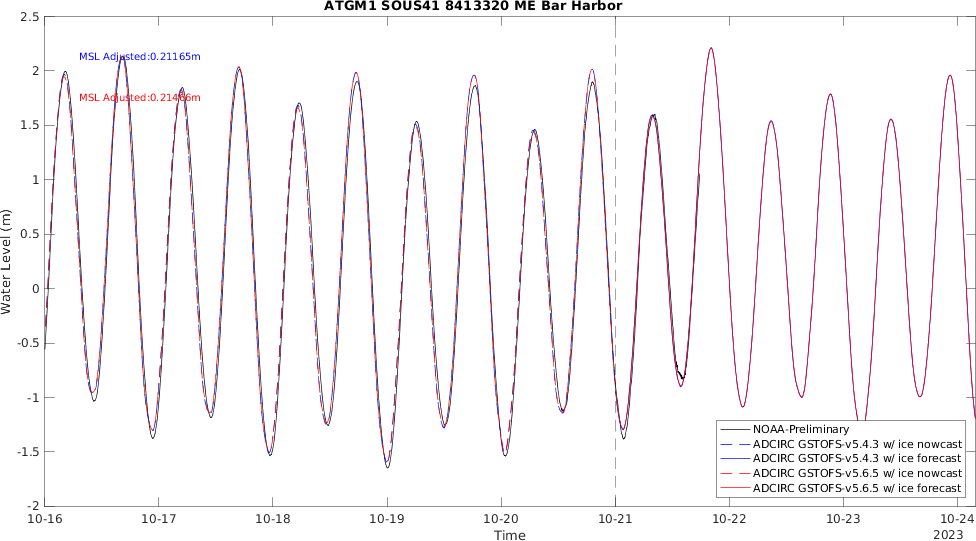 ATGM1 SOUS41 8413320 ME Bar Harbor
2.5
2
1.5
1
0.5
0
-0.5
-1
-1.5
-2
Water Level (m)
MSL Adjusted:0.21165m
MSL Adjusted:0.21466m
NOAA-Preliminary
ADCIRC GSTOFS-v5.4.3 w/ ice nowcast
ADCIRC GSTOFS-v5.4.3 w/ ice forecast
ADCIRC GSTOFS-v5.6.5 w/ ice nowcast
ADCIRC GSTOFS-v5.6.5 w/ ice forecast
10-16 10-17 10-18 10-19 10-20 10-21 10-22 10-23 10-24
Time
2023